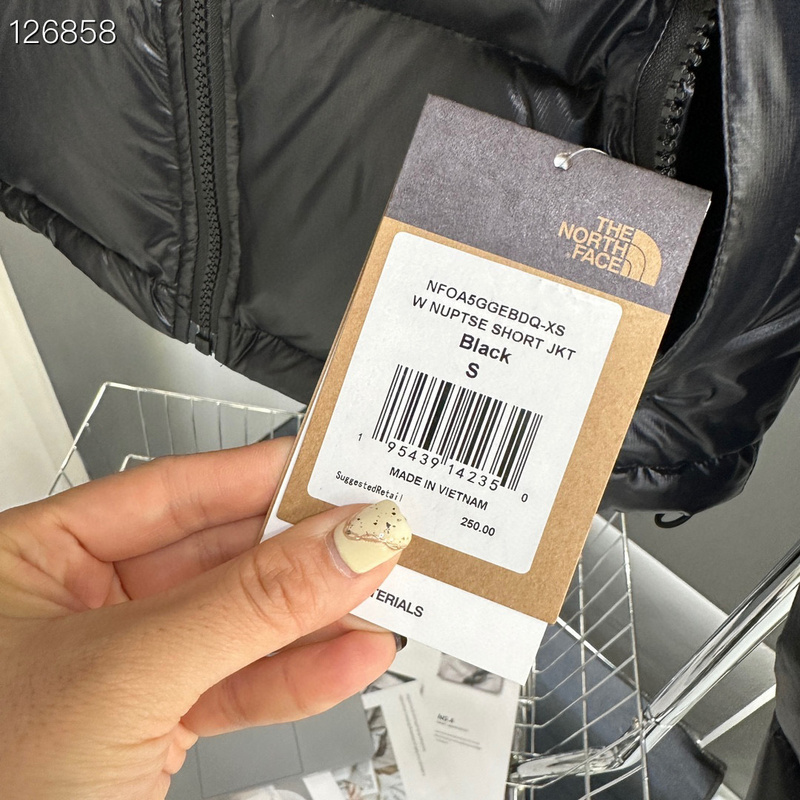 126858
THE
NORTH
FACE
NFOA5GGEBDQ-XS
W NUPTSE SHORT JKT
Black
S
1 95439 14235 0
MADE IN VIETNAM
SuggestedRetail
250.00
TERIALS